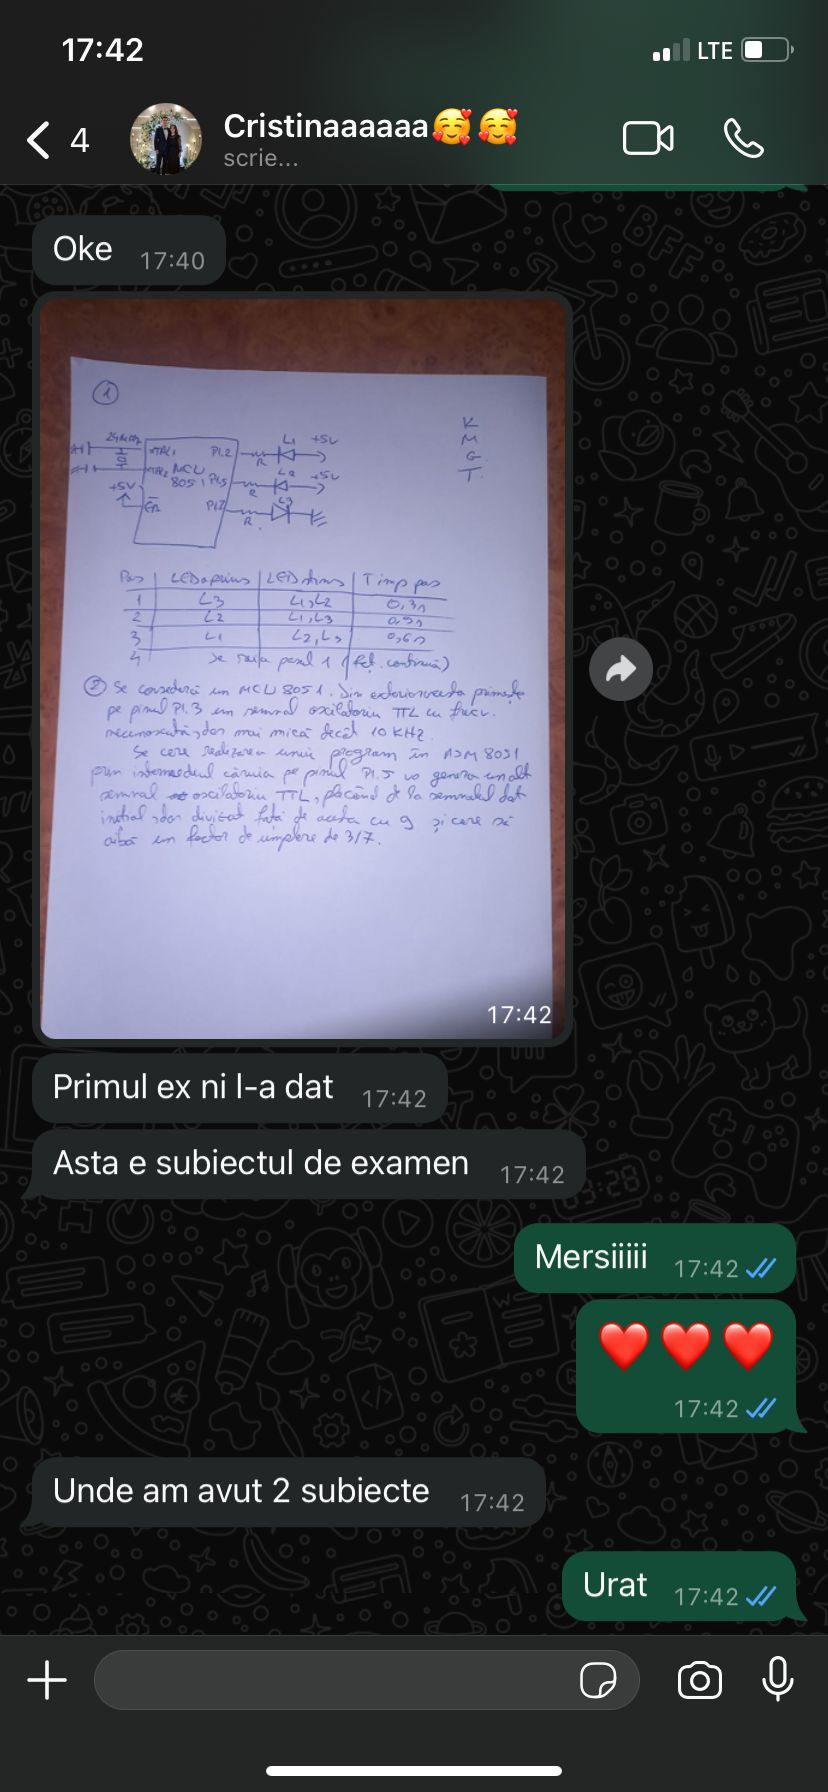 17:42
LTE
4
Cristinaaaaaa🥰🥰
scrie...
Oke 17:40
1
24MHz
XTAL1 P1.2 R L1 +5V
XTAL2 MCU L2 +5V
8051 P1.5 R
+5V L3
EA R
K
M
G
T
Pas LED aprins LED stins Timp pas
1 L3 L1,L2 0,3s
2 L2 L1,L3
3 L1 L2,L3 0,6s
4 Se reia pasul 1 (fct. continuă)
2 Se consideră un MCU 8051. Din exterior acesta primește
pe pinul P1.3 un semnal oscilatoriu TTL cu frecv.
necunoscută, dar mai mică decât 10 KHz.
Se cere realizarea unui program în ASM 8051
prin intermediul căruia pe pinul P1.5 va genera un alt
semnal oscilatoriu TTL, plecând de la semnalul dat
inițial, dar divizat față de acesta cu 9 și care să
aibă un factor de umplere de 3/7.
17:42
Primul ex ni l-a dat 17:42
Asta e subiectul de examen 17:42
Mersiiiii 17:42
❤️❤️❤️
17:42
Unde am avut 2 subiecte 17:42
Urat 17:42